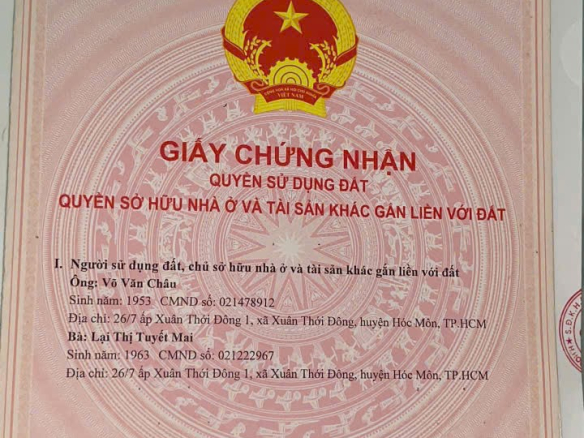 VIỆT NAM
GIẤY CHỨNG NHẬN
QUYỀN SỬ DỤNG ĐẤT
QUYỀN SỞ HỮU NHÀ Ở VÀ TÀI SẢN KHÁC GẮN LIỀN VỚI ĐẤT
I. Người sử dụng đất, chủ sở hữu nhà ở và tài sản khác gắn liền với đất
Ông: Võ Văn Châu
Sinh năm: 1953 CMND số: 021478912
Địa chỉ: 26/7 ấp Xuân Thới Đông 1, xã Xuân Thới Đông, huyện Hóc Môn, TP.HCM
Bà: Lại Thị Tuyết Mai
Sinh năm: 1963 CMND số: 021222967
Địa chỉ: 26/7 ấp Xuân Thới Đông 1, xã Xuân Thới Đông, huyện Hóc Môn, TP.HCM